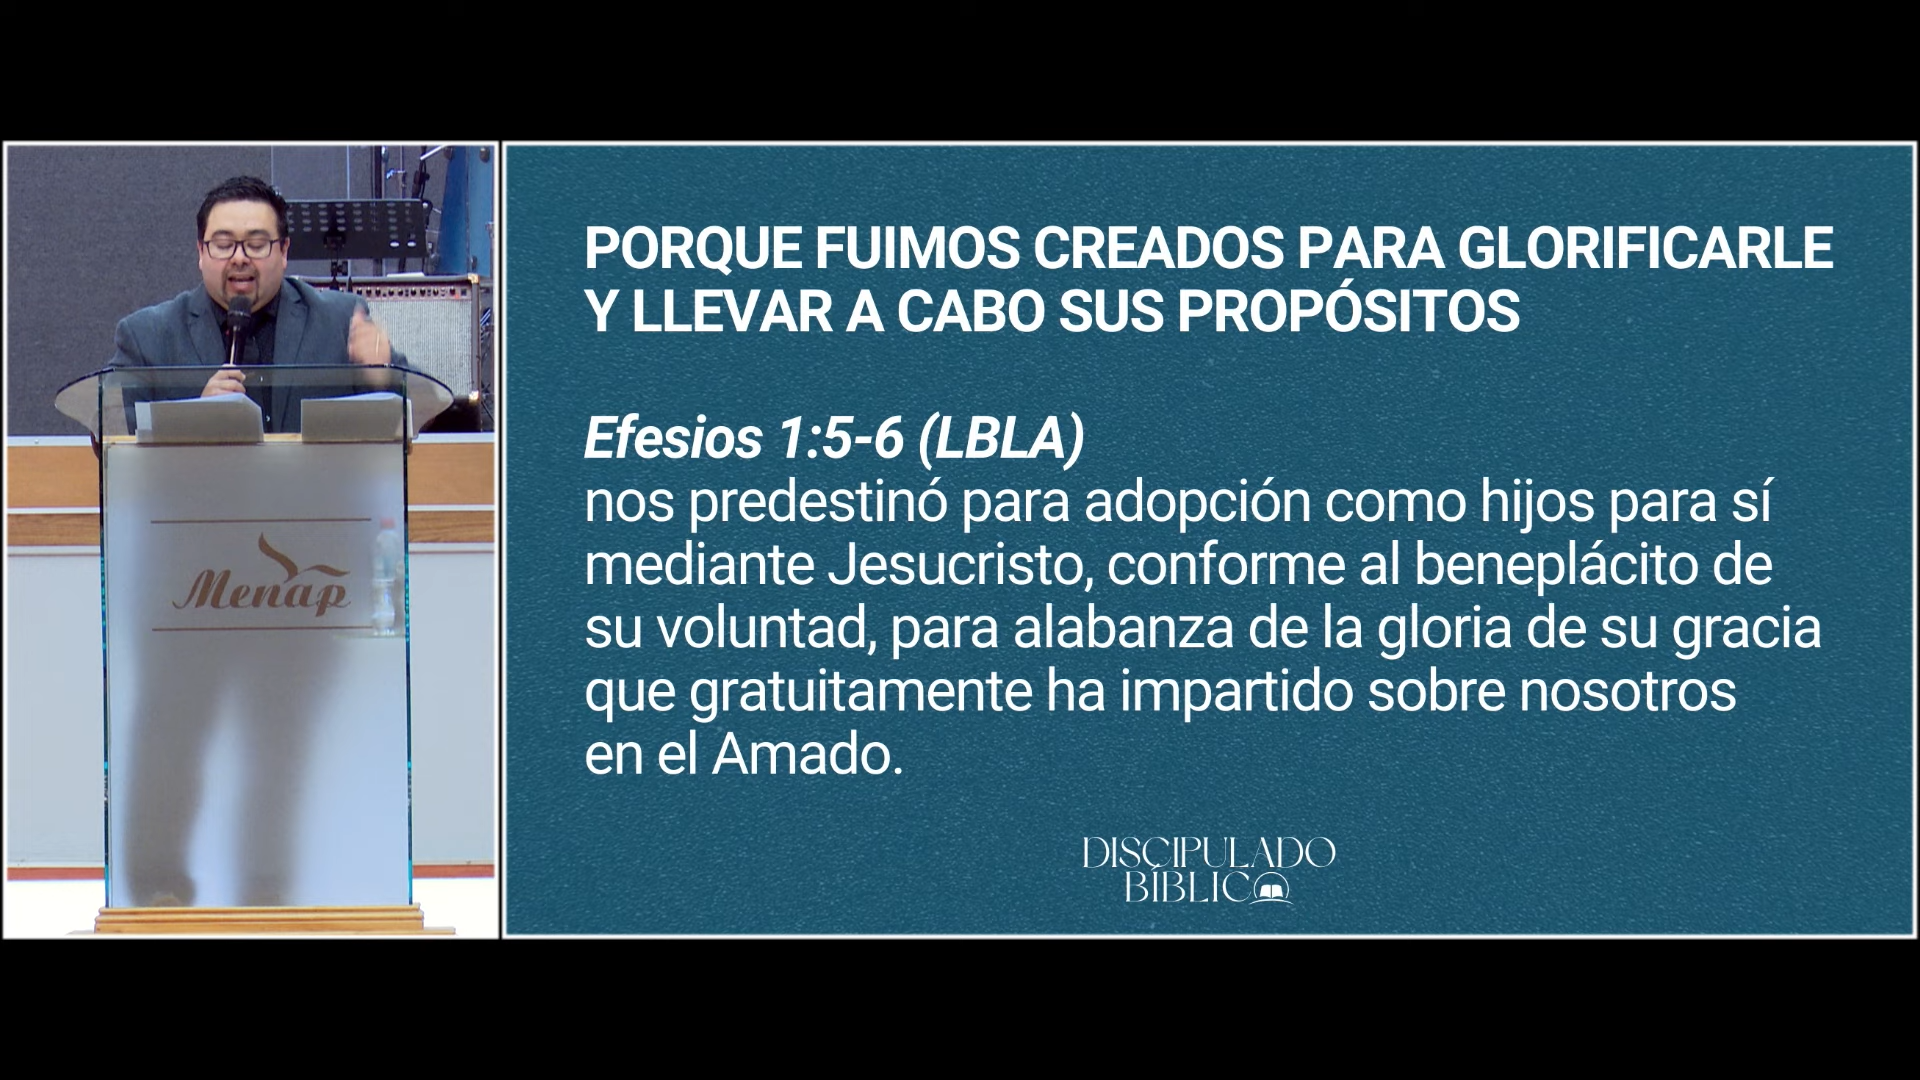 PORQUE FUIMOS CREADOS PARA GLORIFICARLE
Y LLEVAR A CABO SUS PROPÓSITOS
Efesios 1:5-6 (LBLA)
nos predestinó para adopción como hijos para sí
mediante Jesucristo, conforme al beneplácito de
su voluntad, para alabanza de la gloria de su gracia
que gratuitamente ha impartido sobre nosotros
en el Amado.
DISCIPULADO
BÍBLICO
Menap